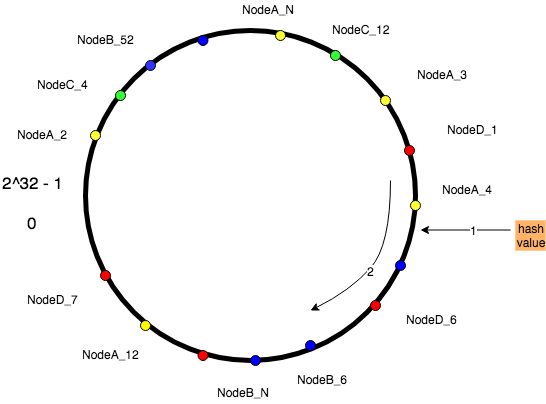 NodeA_N
NodeC_12
NodeB_52
NodeA_3
NodeC_4
NodeD_1
NodeA_2
2^32 - 1
NodeA_4
0
1
hash
value
2
NodeD_7
NodeD_6
NodeA_12
NodeB_6
NodeB_N